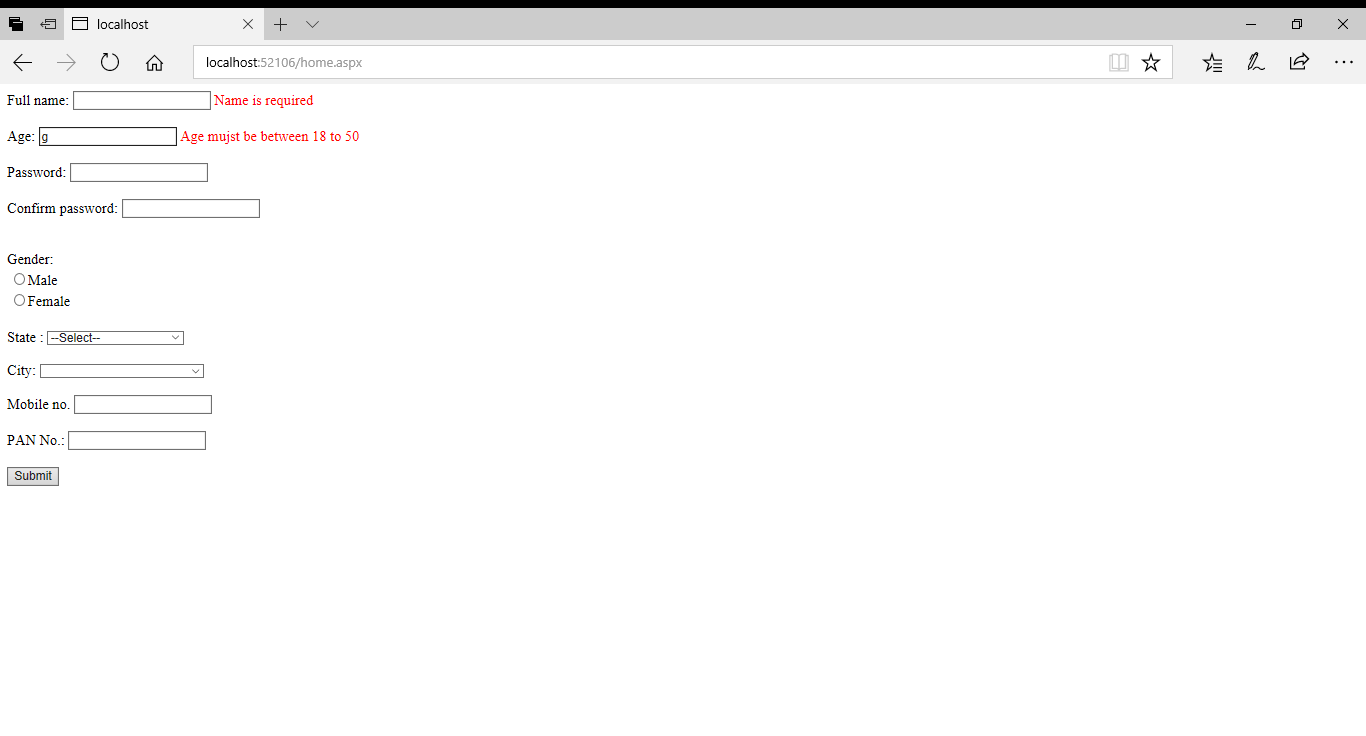 localhost
localhost:52106/home.aspx
Full name: Name is required
Age: g Age mujst be between 18 to 50
Password:
Confirm password:
Gender:
Male
Female
State : --Select--
City:
Mobile no.
PAN No.:
Submit